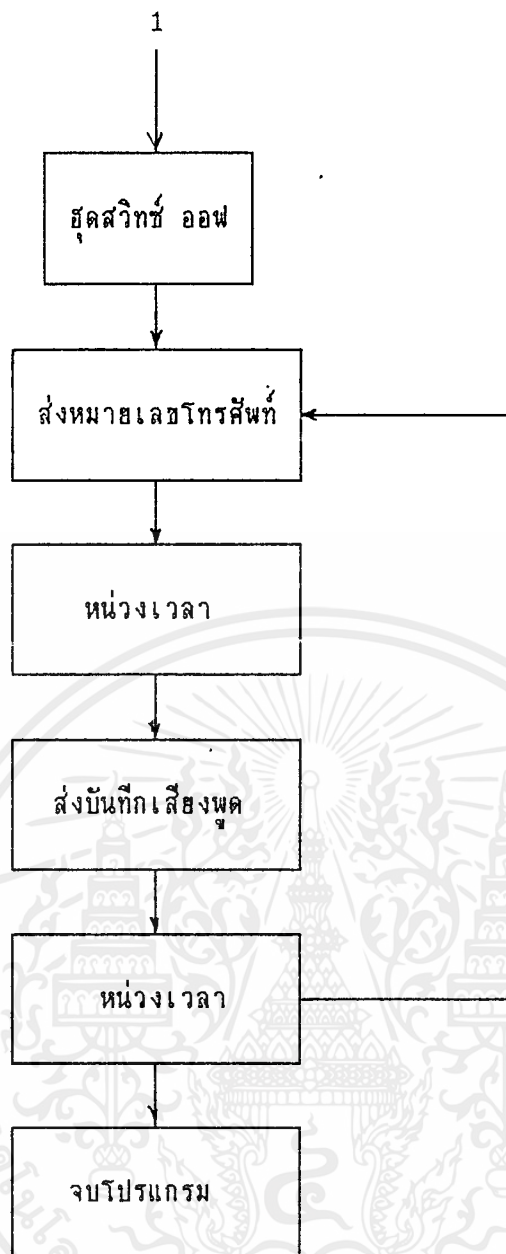 1
ฮุดสวิทช์ ออฟ
ส่งหมายเลขโทรศัพท์
หน่วงเวลา
ส่งบันทึกเสียงพูด
หน่วงเวลา
จบโปรแกรม